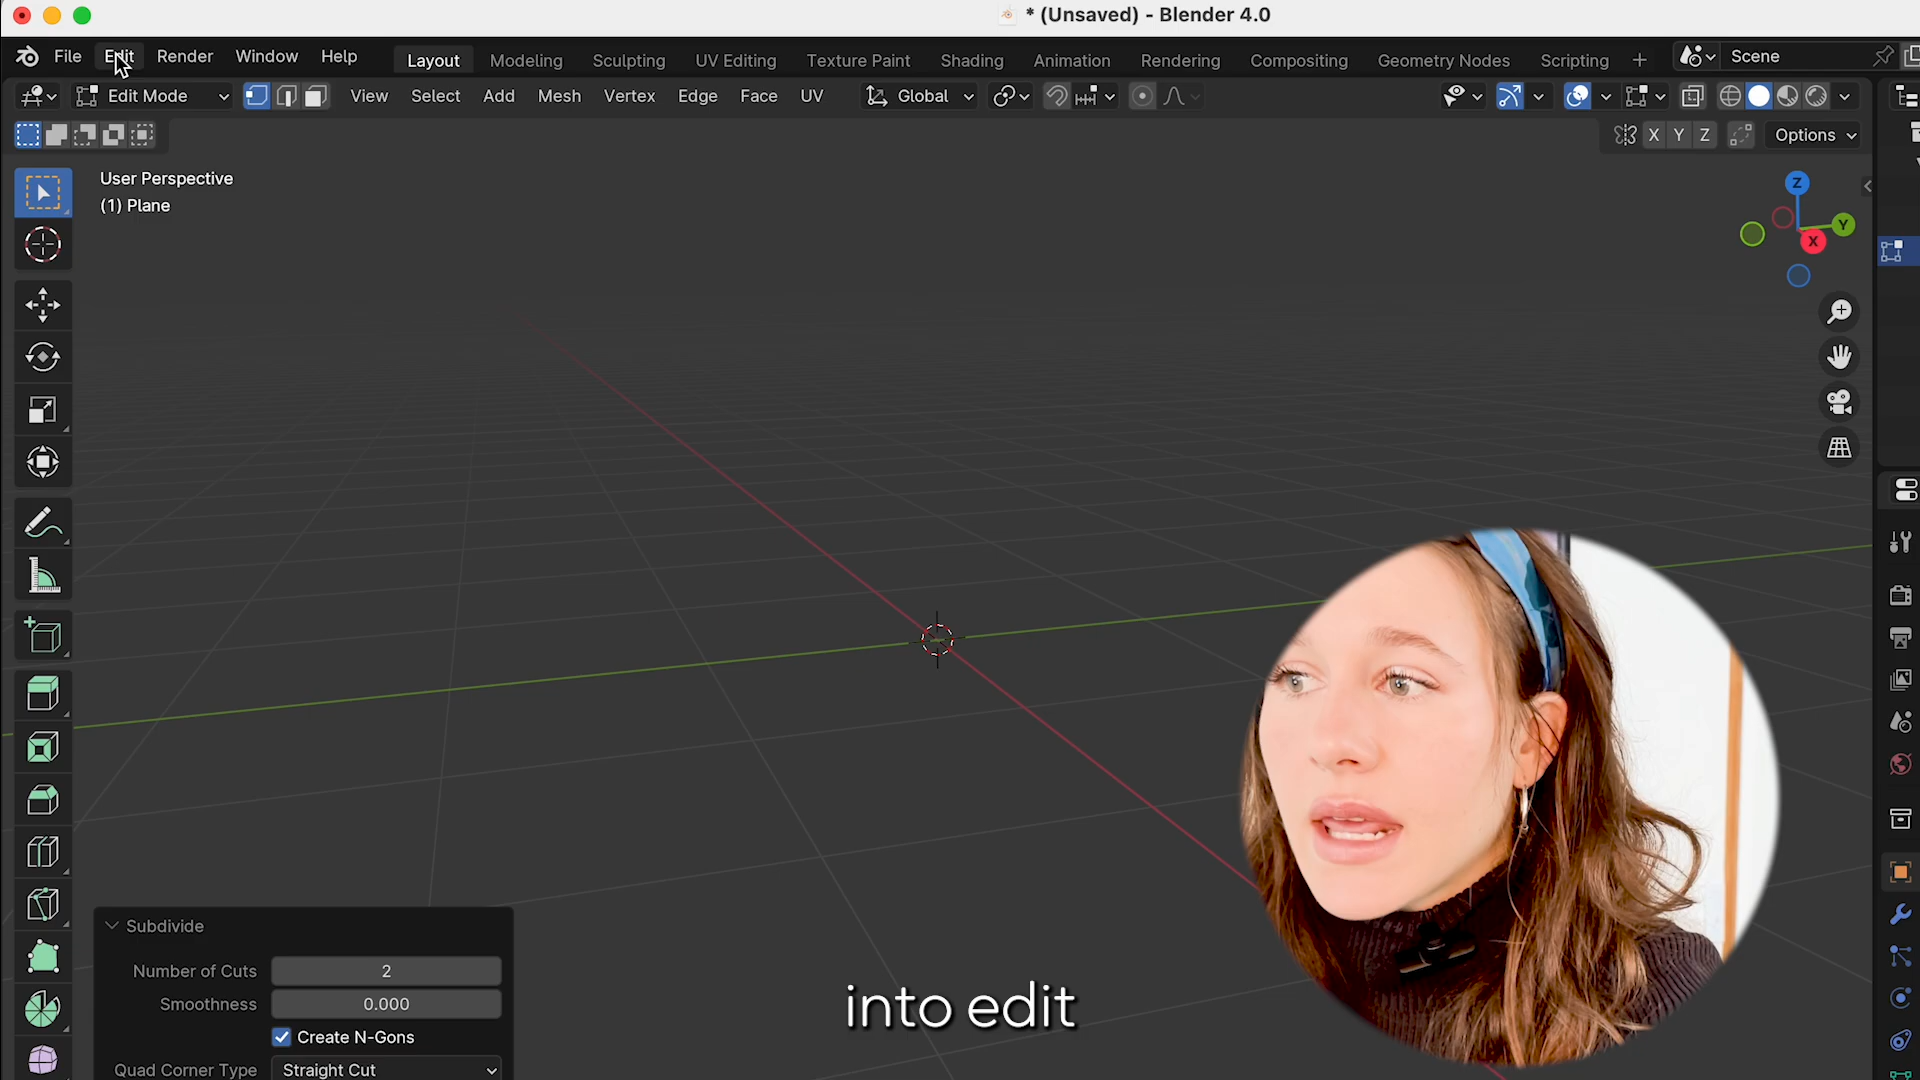 * (Unsaved) - Blender 4.0
File Edit Render Window Help Layout Modeling Sculpting UV Editing Texture Paint Shading Animation Rendering Compositing Geometry Nodes Scripting + Scene
Edit Mode View Select Add Mesh Vertex Edge Face UV Global
X Y Z Options
User Perspective
(1) Plane
Z
Y
X
Subdivide
Number of Cuts 2
Smoothness 0.000
Create N-Gons
Quad Corner Type Straight Cut
into edit